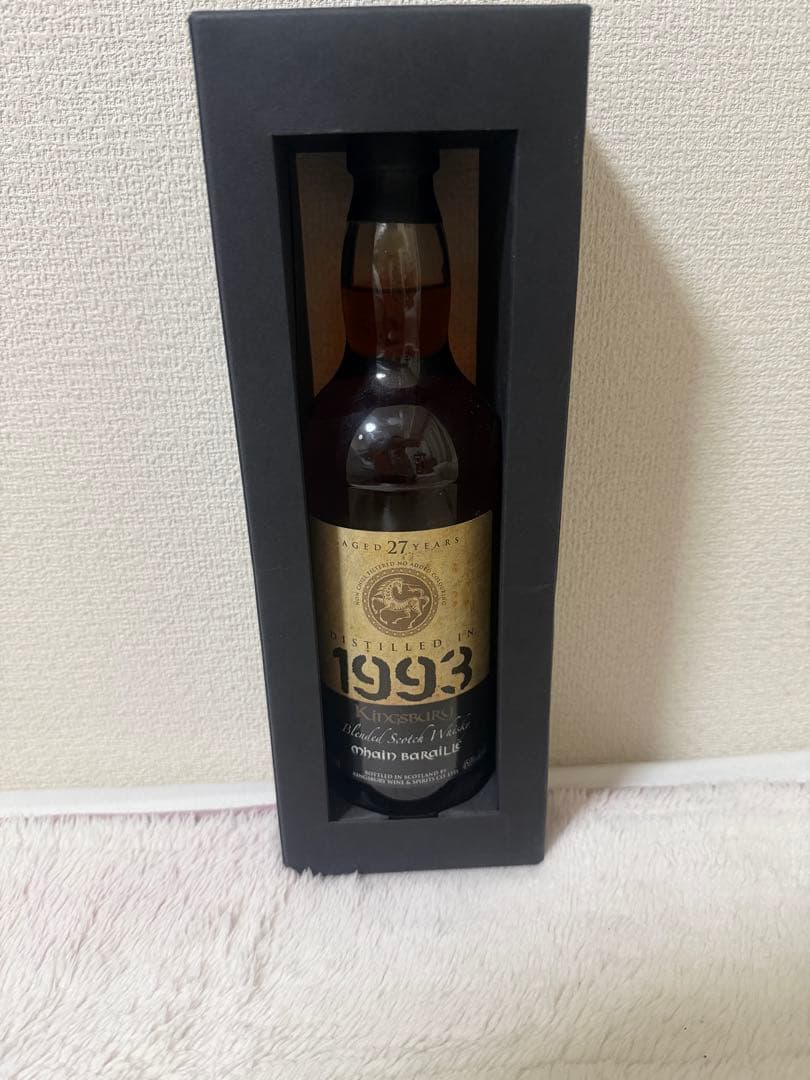 AGED 27 YEARS
NON CHILL FILTERED NO ADDED COLOURING
DISTILLED IN
1993
KINGSBURY
Blended Scotch Whisky
mhain baraille
BOTTLED IN SCOTLAND BY
KINGSBURY WINE & SPIRITS CO. LTD.